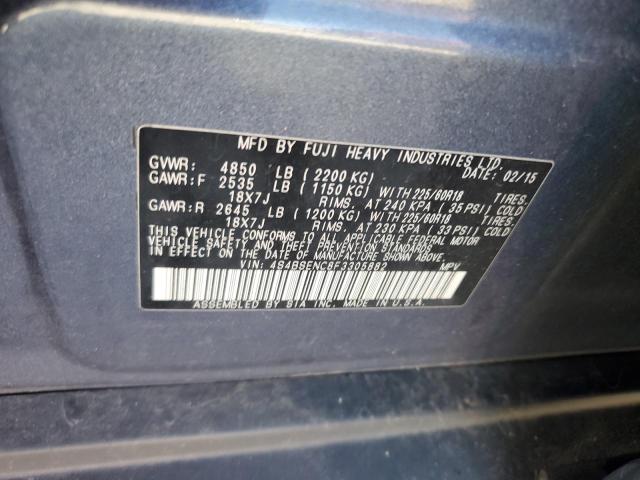 MFD BY FUJI HEAVY INDUSTRIES LTD.
GVWR: 4850 LB (2200 KG) DATE: 02/15
GAWR:F 2535 LB (1150 KG) WITH 225/60R18 TIRES.
18X7J RIMS. AT 240 KPA (35 PSI) COLD
GAWR:R 2645 LB (1200 KG) WITH 225/60R18 TIRES.
18X7J RIMS. AT 230 KPA (33 PSI) COLD
THIS VEHICLE CONFORMS TO ALL APPLICABLE FEDERAL MOTOR
VEHICLE SAFETY AND THEFT PREVENTION STANDARDS
IN EFFECT ON THE DATE OF MANUFACTURE SHOWN ABOVE.
VIN: 4S4BSENC6F3305882 MPV
ASSEMBLED BY SIA INC. MADE IN U.S.A.